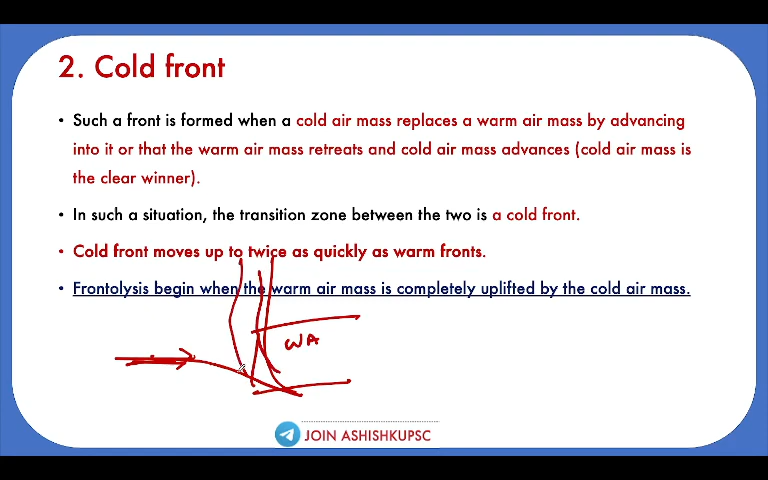 2. Cold front
• Such a front is formed when a cold air mass replaces a warm air mass by advancing
into it or that the warm air mass retreats and cold air mass advances (cold air mass is
the clear winner).
• In such a situation, the transition zone between the two is a cold front.
• Cold front moves up to twice as quickly as warm fronts.
• Frontolysis begin when the warm air mass is completely uplifted by the cold air mass.
WA
JOIN ASHISHKUPSC